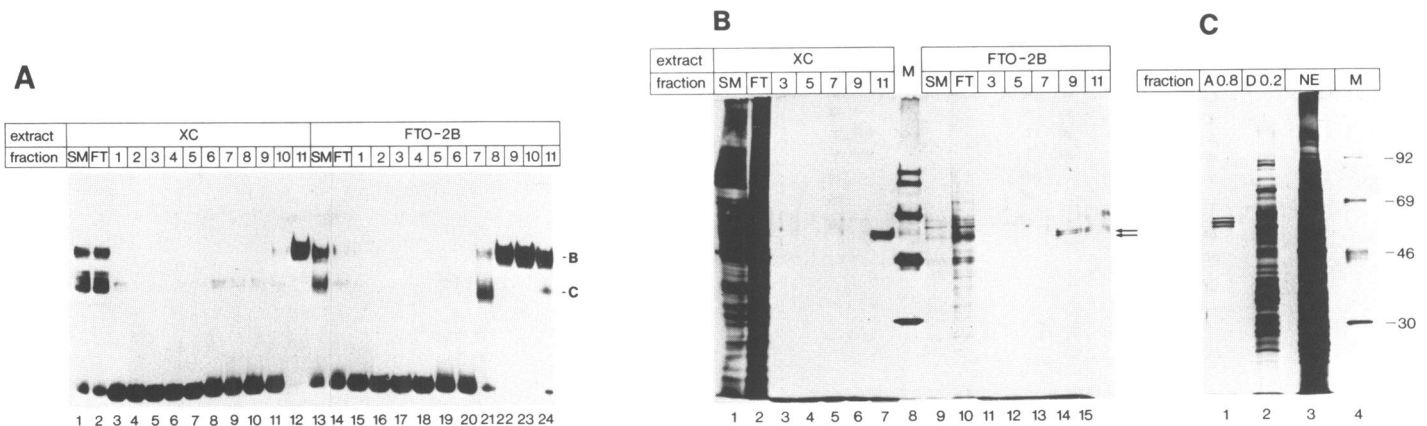 A
extract XC FTO-2B
fraction SM FT 1 2 3 4 5 6 7 8 9 10 11 SM FT 1 2 3 4 5 6 7 8 9 10 11
-B
-C
1 2 3 4 5 6 7 8 9 10 11 12 13 14 15 16 17 18 19 20 21 22 23 24
B
extract XC M FTO-2B
fraction SM FT 3 5 7 9 11 SM FT 3 5 7 9 11
1 2 3 4 5 6 7 8 9 10 11 12 13 14 15
C
fraction A 0.8 D 0.2 NE M
-92
-69
-46
-30
1 2 3 4